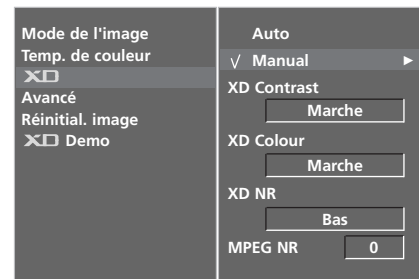 Mode de l'image
Temp. de couleur
XD
Avancé
Réinitial. image
XD Demo
Auto
√ Manual ►
XD Contrast
Marche
XD Colour
Marche
XD NR
Bas
MPEG NR 0